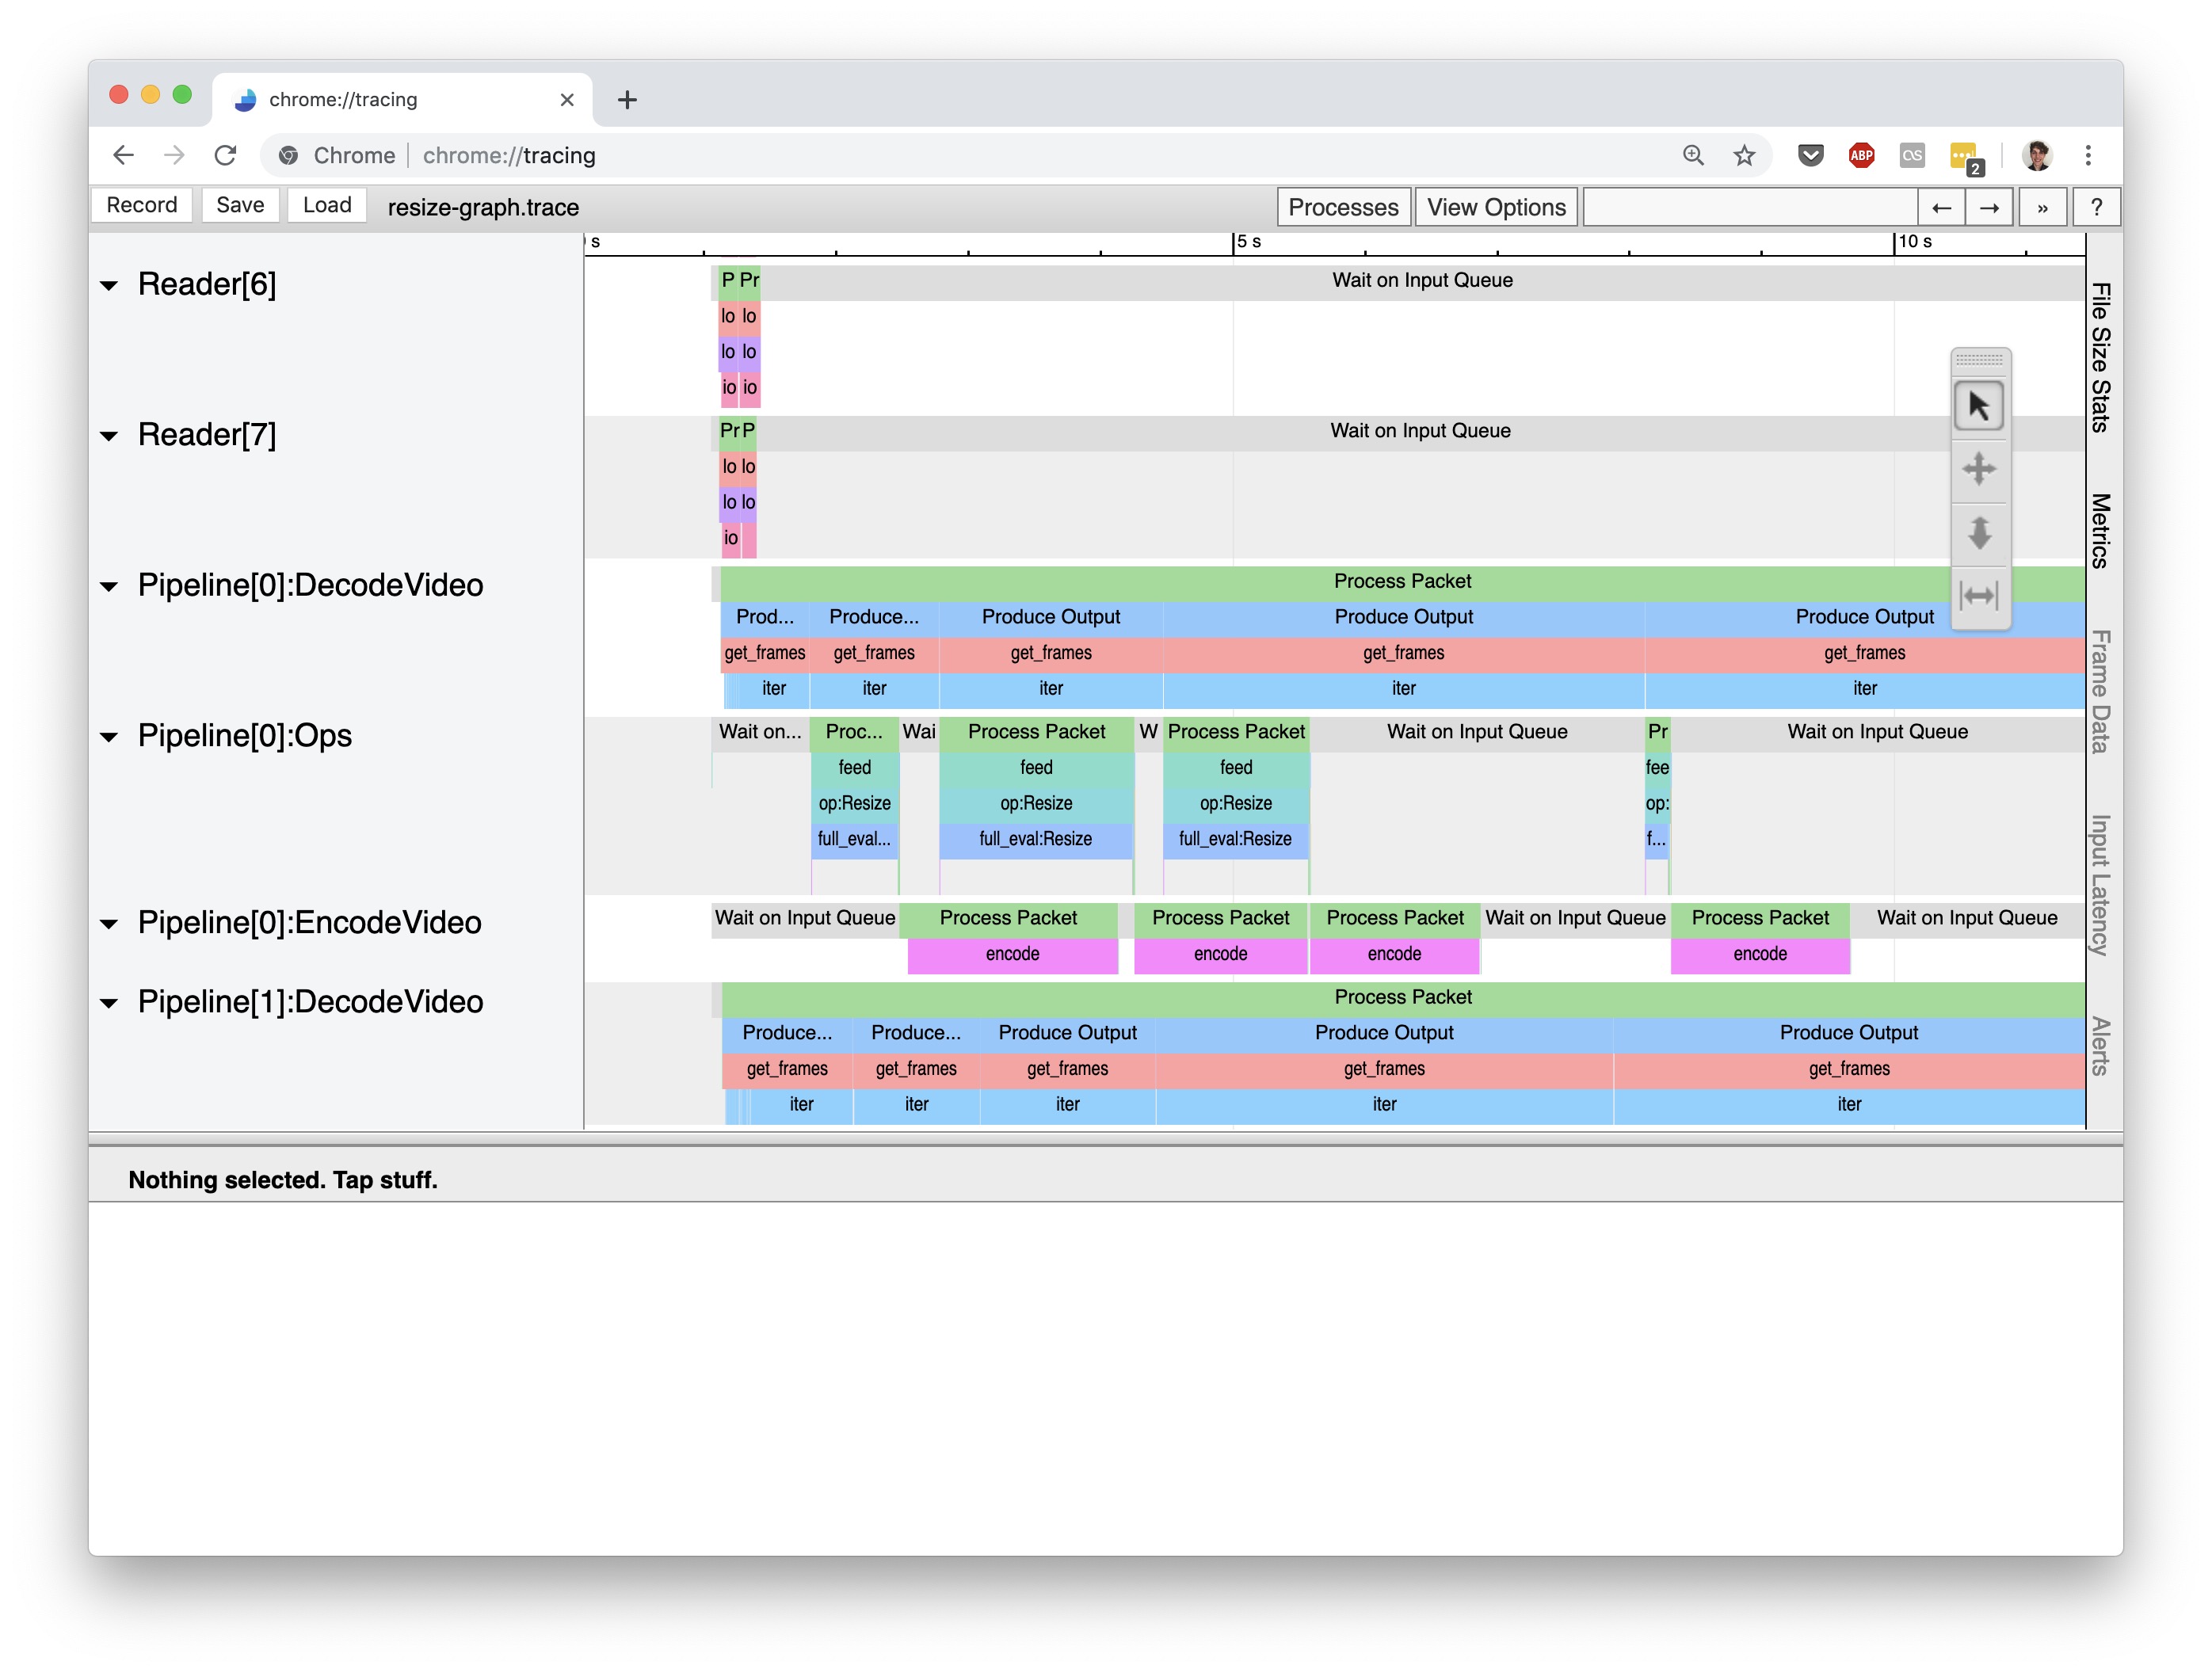 chrome://tracing
Chrome | chrome://tracing
ABP
2
Record Save Load resize-graph.trace Processes View Options ← → » ?
s 5 s 10 s
Reader[6] P Pr Wait on Input Queue
lo lo
lo lo
io io
Reader[7] Pr P Wait on Input Queue
lo lo
lo lo
io
Pipeline[0]:DecodeVideo Process Packet
Prod... Produce... Produce Output Produce Output Produce Output
get_frames get_frames get_frames get_frames get_frames
iter iter iter iter iter
Pipeline[0]:Ops Wait on... Proc... Wai Process Packet W Process Packet Wait on Input Queue Pr Wait on Input Queue
feed feed feed fee
op:Resize op:Resize op:Resize op:
full_eval... full_eval:Resize full_eval:Resize f...
Pipeline[0]:EncodeVideo Wait on Input Queue Process Packet Process Packet Process Packet Wait on Input Queue Process Packet Wait on Input Queue
encode encode encode encode
Pipeline[1]:DecodeVideo Process Packet
Produce... Produce... Produce Output Produce Output Produce Output
get_frames get_frames get_frames get_frames get_frames
iter iter iter iter iter
File Size Stats
Metrics
Frame Data
Input Latency
Alerts
Nothing selected. Tap stuff.